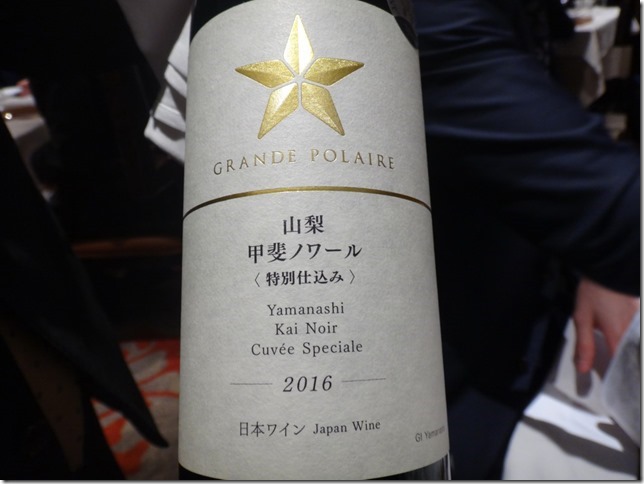 GRANDE POLAIRE
山梨
甲斐ノワール
〈 特別仕込み 〉
Yamanashi
Kai Noir
Cuvée Speciale
2016
日本ワイン Japan Wine
GI Yamanashi